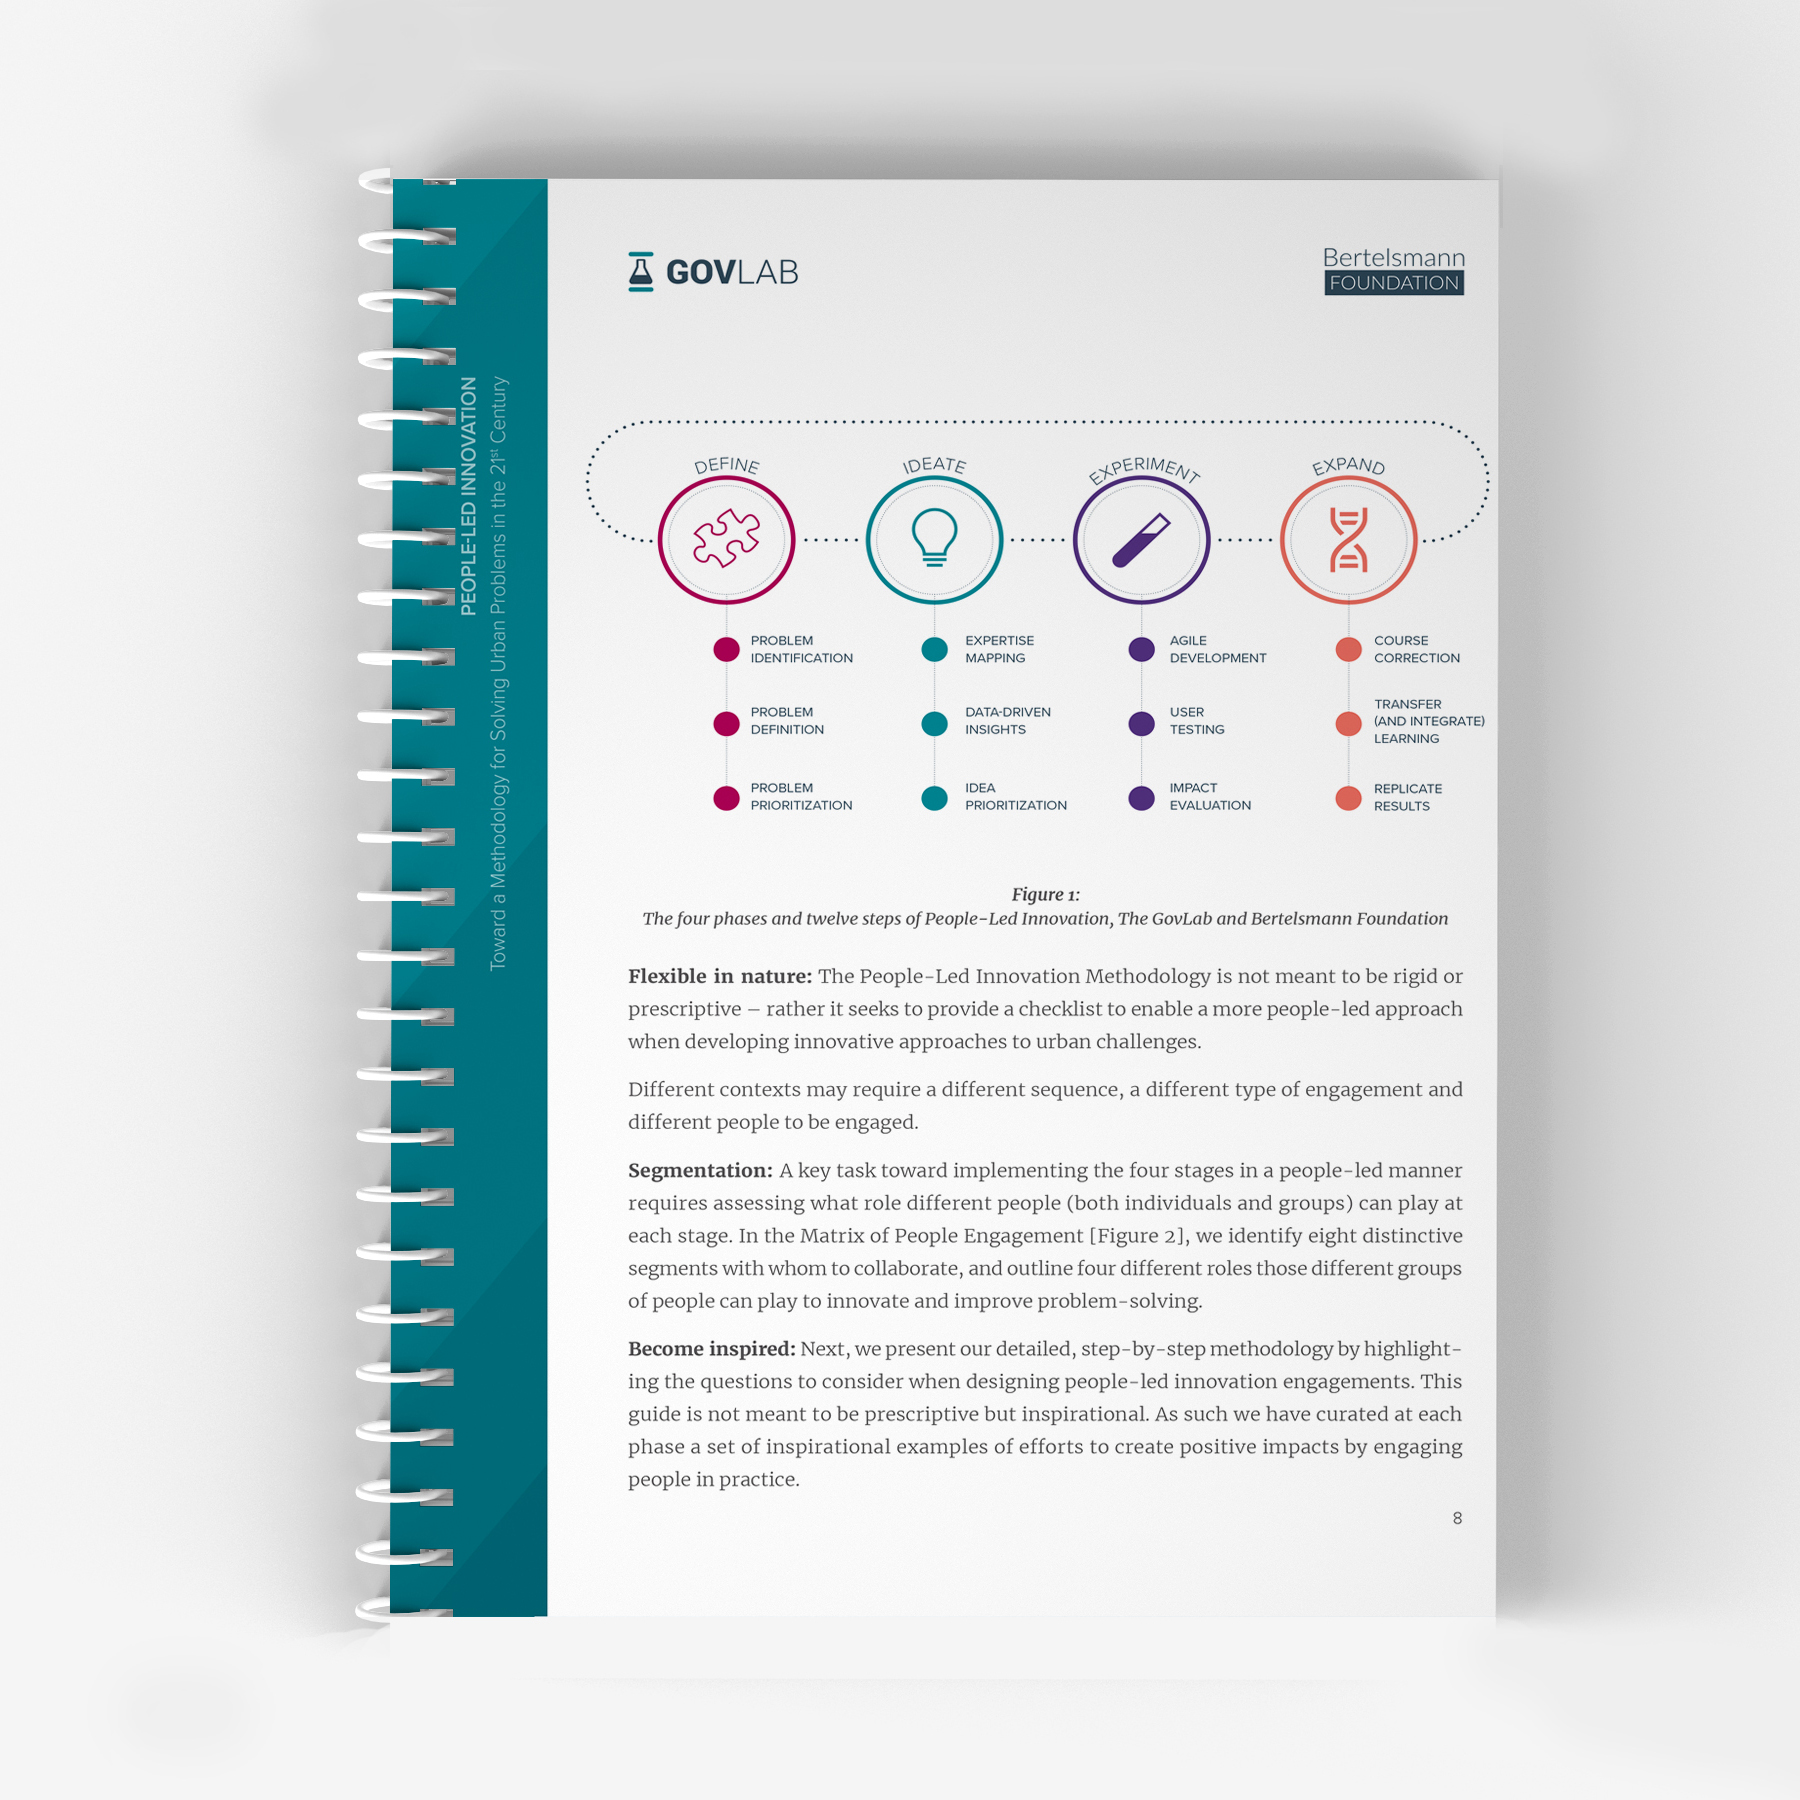 GOVLAB
Bertelsmann
FOUNDATION
PEOPLE-LED INNOVATION
Toward a Methodology for Solving Urban Problems in the 21st Century
DEFINE
IDEATE
EXPERIMENT
EXPAND
PROBLEM
IDENTIFICATION
PROBLEM
DEFINITION
PROBLEM
PRIORITIZATION
EXPERTISE
MAPPING
DATA-DRIVEN
INSIGHTS
IDEA
PRIORITIZATION
AGILE
DEVELOPMENT
USER
TESTING
IMPACT
EVALUATION
COURSE
CORRECTION
TRANSFER
(AND INTEGRATE)
LEARNING
REPLICATE
RESULTS
Figure 1:
The four phases and twelve steps of People-Led Innovation, The GovLab and Bertelsmann Foundation
Flexible in nature: The People-Led Innovation Methodology is not meant to be rigid or
prescriptive – rather it seeks to provide a checklist to enable a more people-led approach
when developing innovative approaches to urban challenges.
Different contexts may require a different sequence, a different type of engagement and
different people to be engaged.
Segmentation: A key task toward implementing the four stages in a people-led manner
requires assessing what role different people (both individuals and groups) can play at
each stage. In the Matrix of People Engagement [Figure 2], we identify eight distinctive
segments with whom to collaborate, and outline four different roles those different groups
of people can play to innovate and improve problem-solving.
Become inspired: Next, we present our detailed, step-by-step methodology by highlight-
ing the questions to consider when designing people-led innovation engagements. This
guide is not meant to be prescriptive but inspirational. As such we have curated at each
phase a set of inspirational examples of efforts to create positive impacts by engaging
people in practice.
8